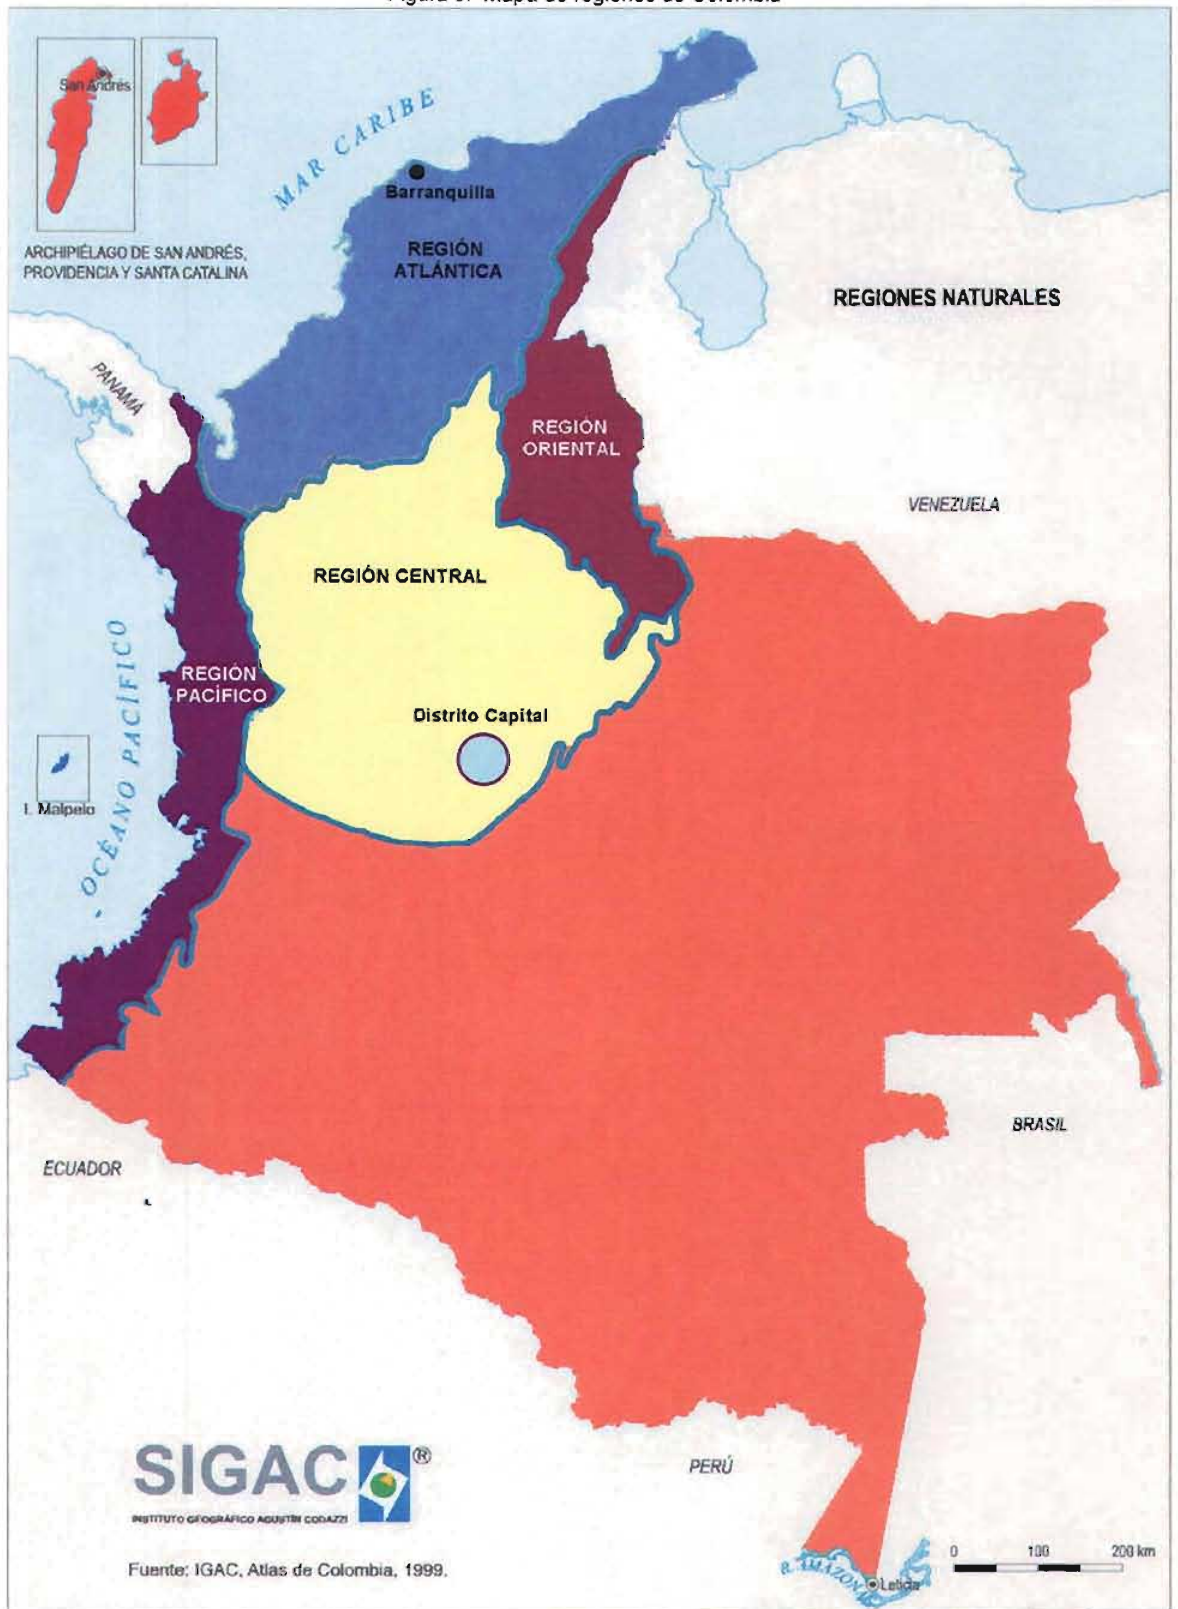 San Andrés
MAR CARIBE
Barranquilla
ARCHIPIÉLAGO DE SAN ANDRÉS,
PROVIDENCIA Y SANTA CATALINA
REGIÓN
ATLÁNTICA
REGIONES NATURALES
PANAMÁ
REGIÓN
ORIENTAL
VENEZUELA
REGIÓN CENTRAL
OCÉANO PACÍFICO
REGIÓN
PACÍFICO
Distrito Capital
I. Malpelo
BRASIL
ECUADOR
SIGAC®
INSTITUTO GEOGRÁFICO AGUSTÍN CODAZZI
PERÚ
Fuente: IGAC, Atlas de Colombia, 1999.
0 100 200 km
R. AMAZONAS
Leticia